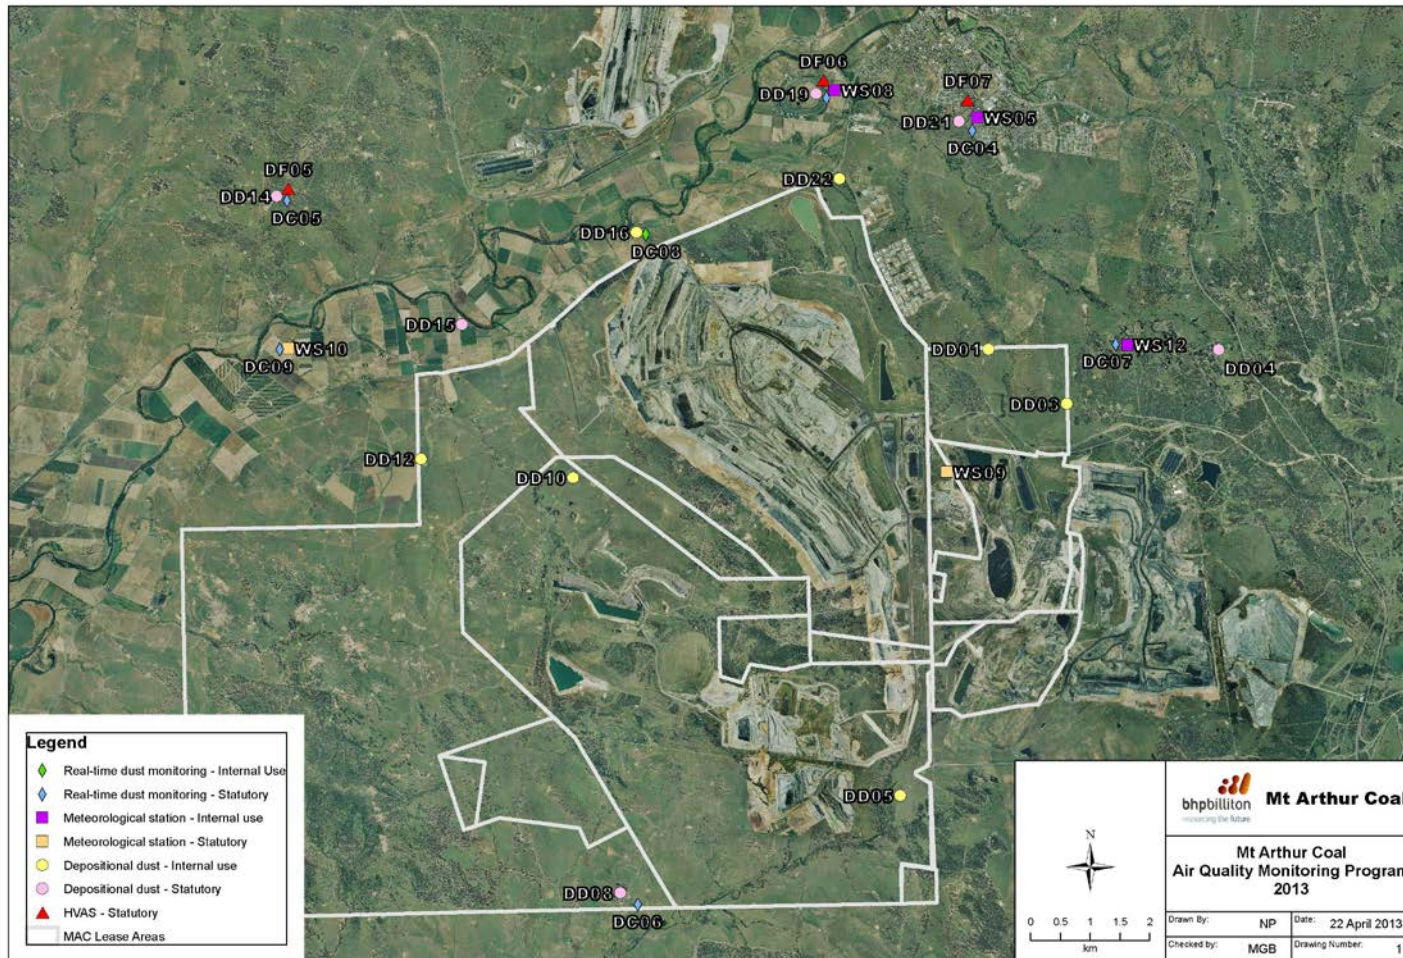 DF06
DD19
WS08
DF07
DD21
WS05
DC04
DD22
DF05
DD14
DC05
DD16
DC08
DD15
WS10
DC09
DD01
DC07
WS12
DD04
DD03
DD12
DD10
WS09
DD05
DD08
DC06
Legend
Real-time dust monitoring - Internal Use
Real-time dust monitoring - Statutory
Meteorological station - Internal use
Meteorological station - Statutory
Depositional dust - Internal use
Depositional dust - Statutory
HVAS - Statutory
MAC Lease Areas
N
0 0.5 1 1.5 2
km
bhpbilliton
resourcing the future
Mt Arthur Coal
Mt Arthur Coal
Air Quality Monitoring Program
2013
Drawn By: NP Date: 22 April 2013
Checked by: MGB Drawing Number: 1